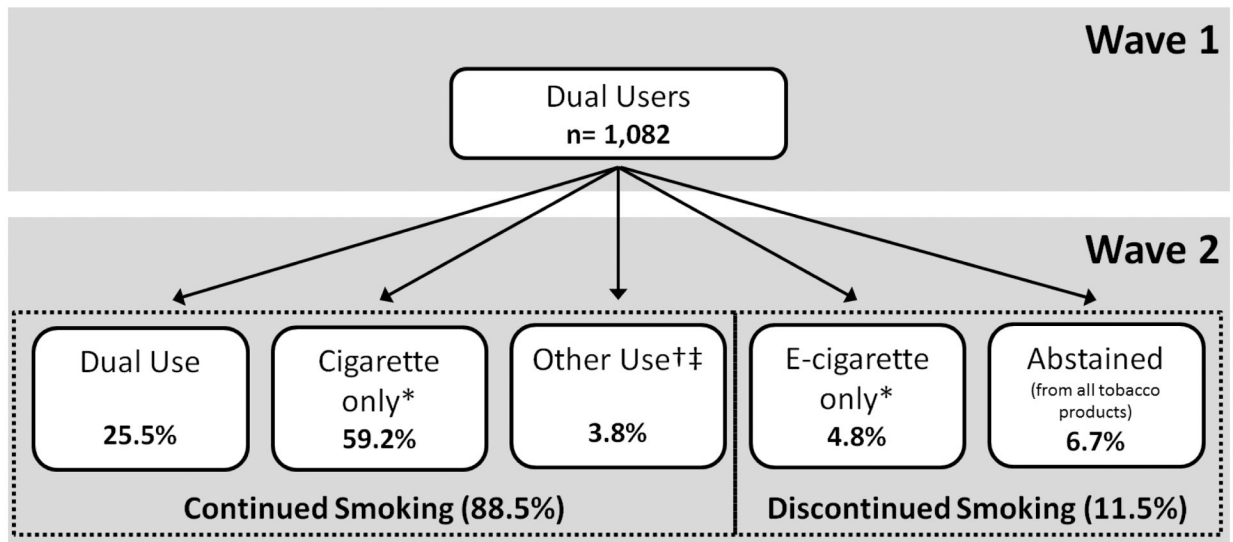 Wave 1
Dual Users
n= 1,082
Wave 2
Dual Use
25.5%
Cigarette
only*
59.2%
Other Use†‡
3.8%
E-cigarette
only*
4.8%
Abstained
(from all tobacco
products)
6.7%
Continued Smoking (88.5%)
Discontinued Smoking (11.5%)